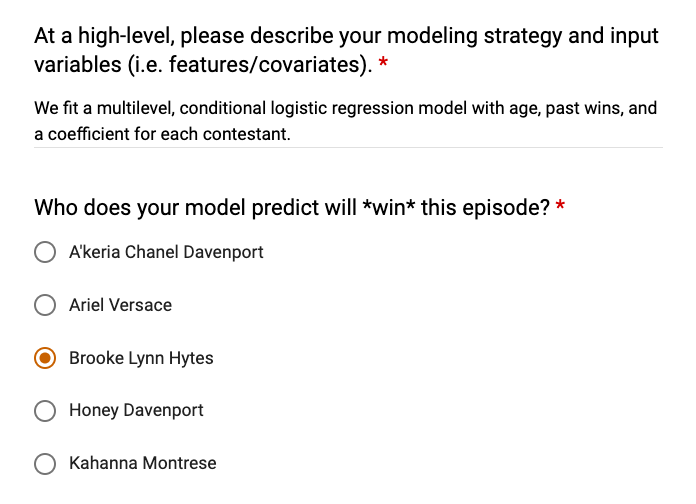 At a high-level, please describe your modeling strategy and input
variables (i.e. features/covariates). *
We fit a multilevel, conditional logistic regression model with age, past wins, and
a coefficient for each contestant.
Who does your model predict will *win* this episode? *
A'keria Chanel Davenport
Ariel Versace
Brooke Lynn Hytes
Honey Davenport
Kahanna Montrese